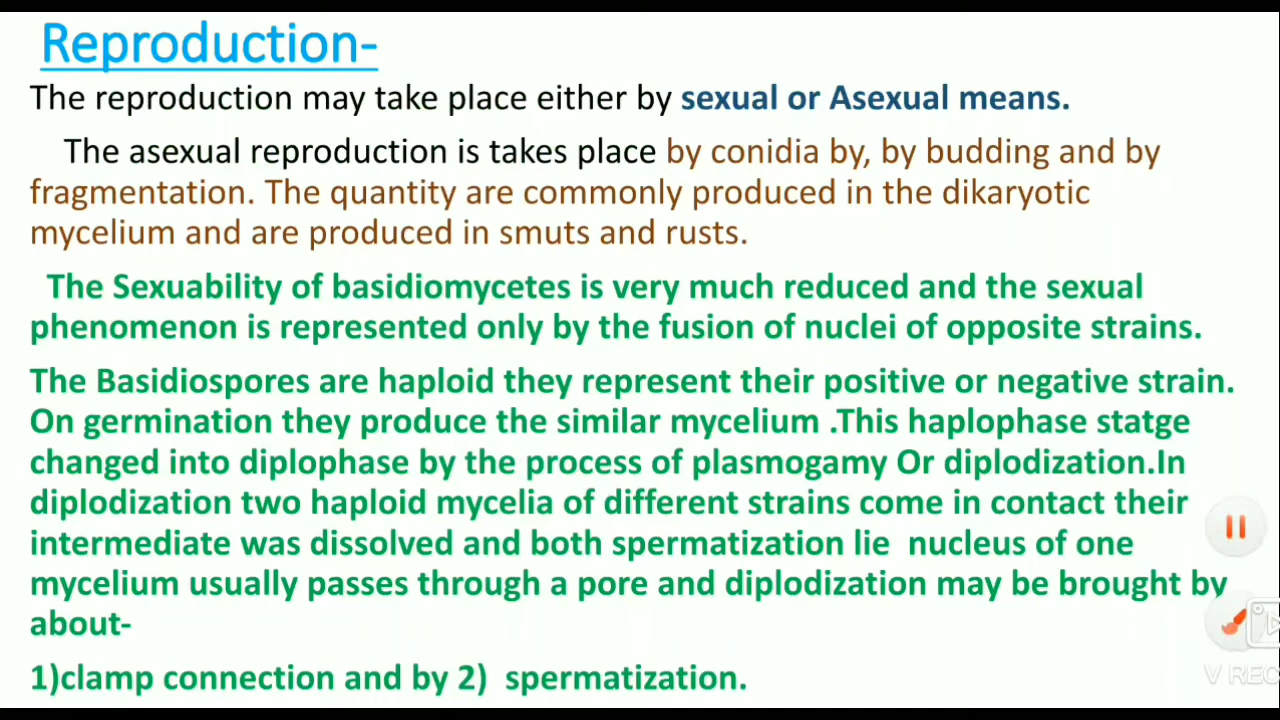 Reproduction-
The reproduction may take place either by sexual or Asexual means.
The asexual reproduction is takes place by conidia by, by budding and by
fragmentation. The quantity are commonly produced in the dikaryotic
mycelium and are produced in smuts and rusts.
The Sexuability of basidiomycetes is very much reduced and the sexual
phenomenon is represented only by the fusion of nuclei of opposite strains.
The Basidiospores are haploid they represent their positive or negative strain.
On germination they produce the similar mycelium .This haplophase statge
changed into diplophase by the process of plasmogamy Or diplodization.In
diplodization two haploid mycelia of different strains come in contact their
intermediate was dissolved and both spermatization lie  nucleus of one
mycelium usually passes through a pore and diplodization may be brought by
about-
1)clamp connection and by 2)  spermatization.
V REC